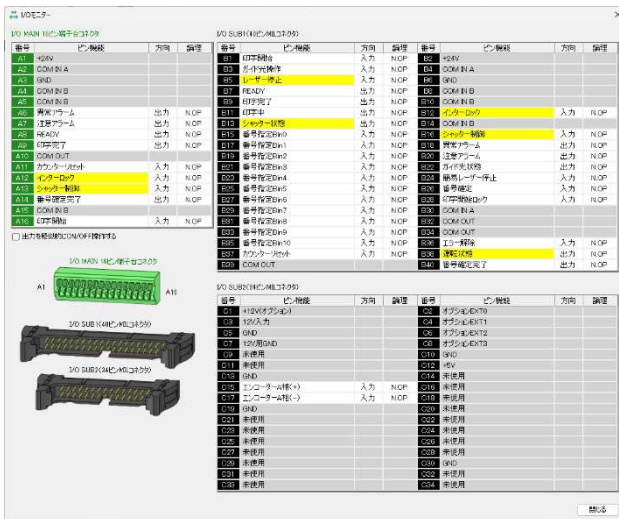 I/Oモニター
I/O MAIN 16ピン端子台コネクタ
番号 ピン機能 方向 論理
A1 +24V
A2 COM IN A
A3 GND
A4 COM IN B
A5 COM IN B
A6 異常アラーム 出力 N.OP
A7 注意アラーム 出力 N.OP
A8 READY 出力 N.OP
A9 印字完了 出力 N.OP
A10 COM OUT
A11 カウンターリセット 入力 N.OP
A12 インターロック 入力 N.OP
A13 シャッター制御 入力 N.OP
A14 番号確定完了 出力 N.OP
A15 COM IN B
A16 印字開始 入力 N.OP
出力を擬似的にON/OFF操作する
I/O MAIN 16ピン端子台コネクタ
A1
A16
I/O SUB1(40ピンMILコネクタ)
I/O SUB2(34ピンMILコネクタ)
I/O SUB1(40ピンMILコネクタ)
番号 ピン機能 方向 論理 番号 ピン機能 方向 論理
B1 印字開始 入力 N.OP B2 +24V
B3 ガイド光操作 入力 N.OP B4 COM IN A
B5 レーザー停止 入力 N.OP B6 GND
B7 READY 出力 N.OP B8 COM IN B
B9 印字完了 出力 N.OP B10 COM IN B
B11 印字中 出力 N.OP B12 インターロック 入力 N.OP
B13 シャッター状態 出力 N.OP B14 COM IN B
B15 番号指定Bin0 入力 N.OP B16 シャッター制御 入力 N.OP
B17 番号指定Bin1 入力 N.OP B18 異常アラーム 出力 N.OP
B19 番号指定Bin2 入力 N.OP B20 注意アラーム 出力 N.OP
B21 番号指定Bin3 入力 N.OP B22 ガイド光状態 出力 N.OP
B23 番号指定Bin4 入力 N.OP B24 簡易レーザー停止 入力 N.OP
B25 番号指定Bin5 入力 N.OP B26 番号確定 入力 N.OP
B27 番号指定Bin6 入力 N.OP B28 印字開始ロック 入力 N.OP
B29 番号指定Bin7 入力 N.OP B30 COM IN A
B31 番号指定Bin8 入力 N.OP B32 COM OUT
B33 番号指定Bin9 入力 N.OP B34 COM OUT
B35 番号指定Bin10 入力 N.OP B36 エラー解除 入力 N.OP
B37 カウンターリセット 入力 N.OP B38 運転状態 出力 N.OP
B39 COM OUT B40 番号確定完了 出力 N.OP
I/O SUB2(34ピンMILコネクタ)
番号 ピン機能 方向 論理 番号 ピン機能 方向 論理
C1 +12V(オプション) C2 オプションEXT0
C3 12V入力 C4 オプションEXT1
C5 GND C6 オプションEXT2
C7 12V用GND C8 オプションEXT3
C9 未使用 C10 GND
C11 未使用 C12 +5V
C13 GND C14 未使用
C15 エンコーダーA相(+) 入力 N.OP C16 未使用
C17 エンコーダーA相(-) 入力 N.OP C18 未使用
C19 GND C20 未使用
C21 未使用 C22 未使用
C23 未使用 C24 未使用
C25 未使用 C26 未使用
C27 未使用 C28 未使用
C29 未使用 C30 GND
C31 未使用 C32 未使用
C33 未使用 C34 未使用
閉じる